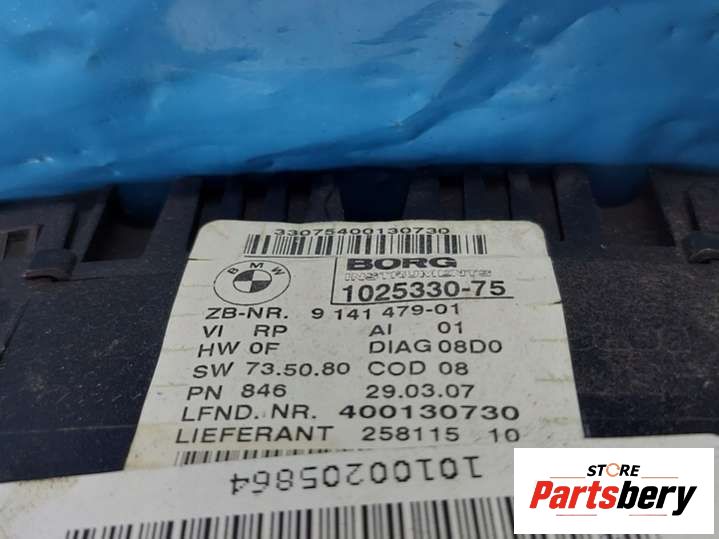 33075400130730
BMW
BORG
INSTRUMENTS
1025330-75
ZB-NR. 9 141 479-01
VI RP AI 01
HW 0F DIAG 08D0
SW 73.50.80 COD 08
PN 846 29.03.07
LFND. NR. 400130730
LIEFERANT 258115 10
10100205864
STORE
Partsbery